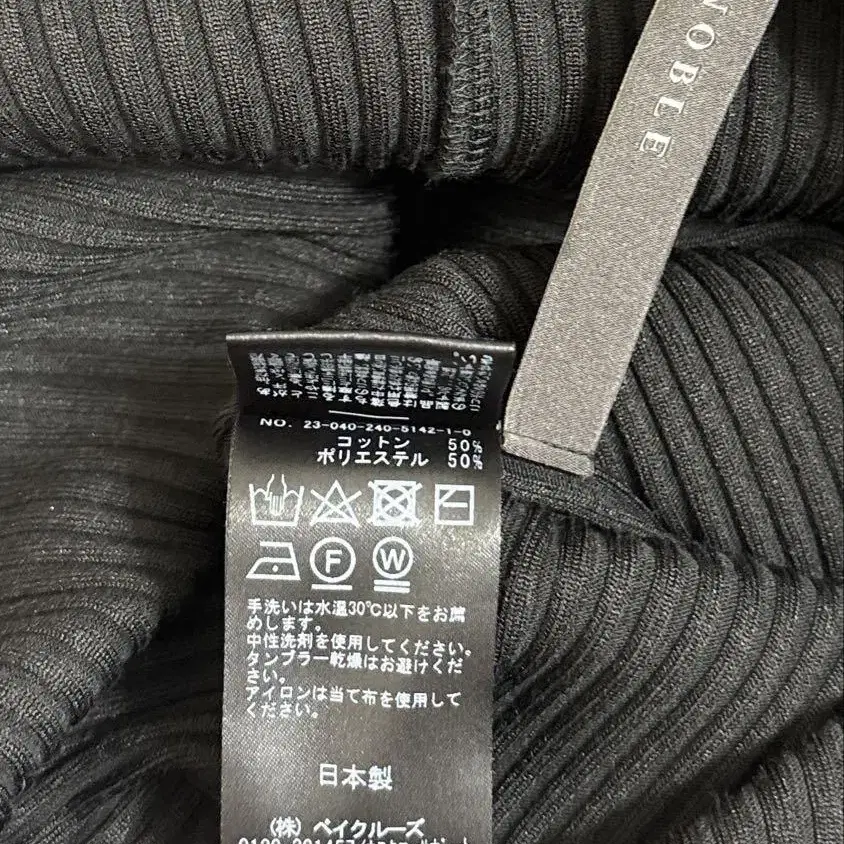 NOBLE
NO. 23-040-240-5142-1-0
コットン 50%
ポリエステル 50%
F
W
手洗いは水温30℃以下をお薦
めします。
中性洗剤を使用してください。
タンブラー乾燥はお避けくだ
さい。
アイロンは当て布を使用して
ください。
日本製
(株) ベイクルーズ